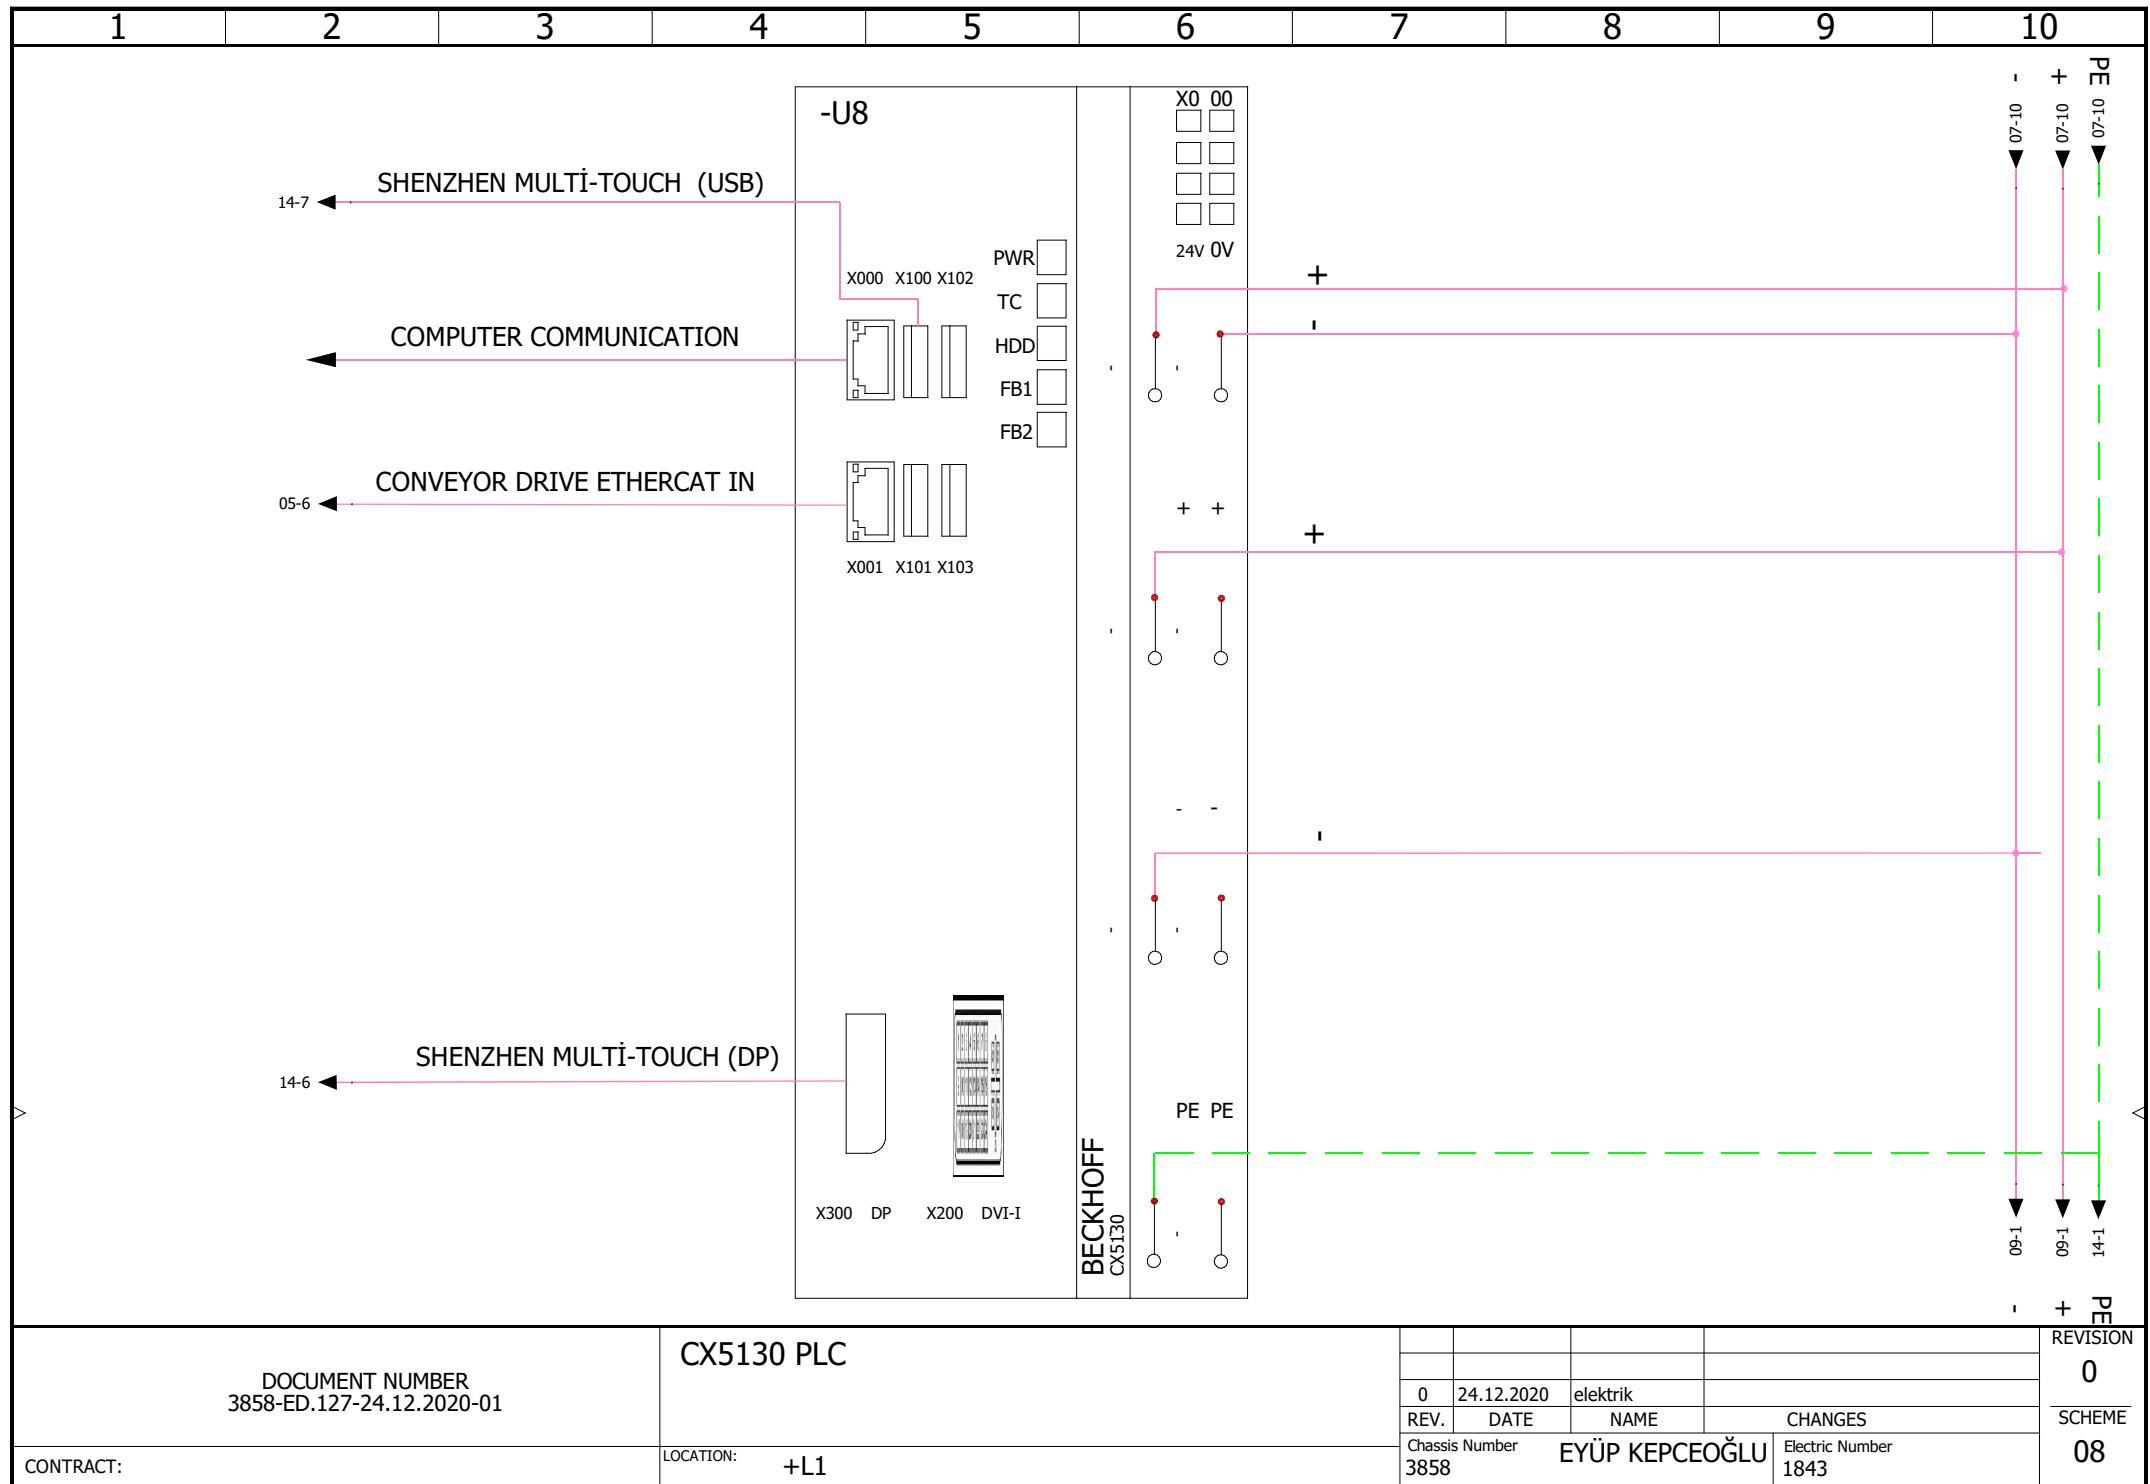 1 2 3 4 5 6 7 8 9 10
- + PE
07-10 07-10 07-10
-U8
X0 00
24V 0V
SHENZHEN MULTİ-TOUCH (USB)
14-7
PWR
X000 X100 X102
TC
COMPUTER COMMUNICATION
HDD
FB1
FB2
+
-
CONVEYOR DRIVE ETHERCAT IN
05-6
+ +
+
X001 X101 X103
- -
-
SHENZHEN MULTİ-TOUCH (DP)
14-6
PE PE
X300 DP X200 DVI-I
BECKHOFF
CX5130
09-1 09-1 14-1
- + PE
DOCUMENT NUMBER
3858-ED.127-24.12.2020-01
CX5130 PLC
CONTRACT:
LOCATION: +L1
0 24.12.2020 elektrik
REV. DATE NAME CHANGES
Chassis Number
3858
EYÜP KEPCEOĞLU
Electric Number
1843
REVISION
0
SCHEME
08